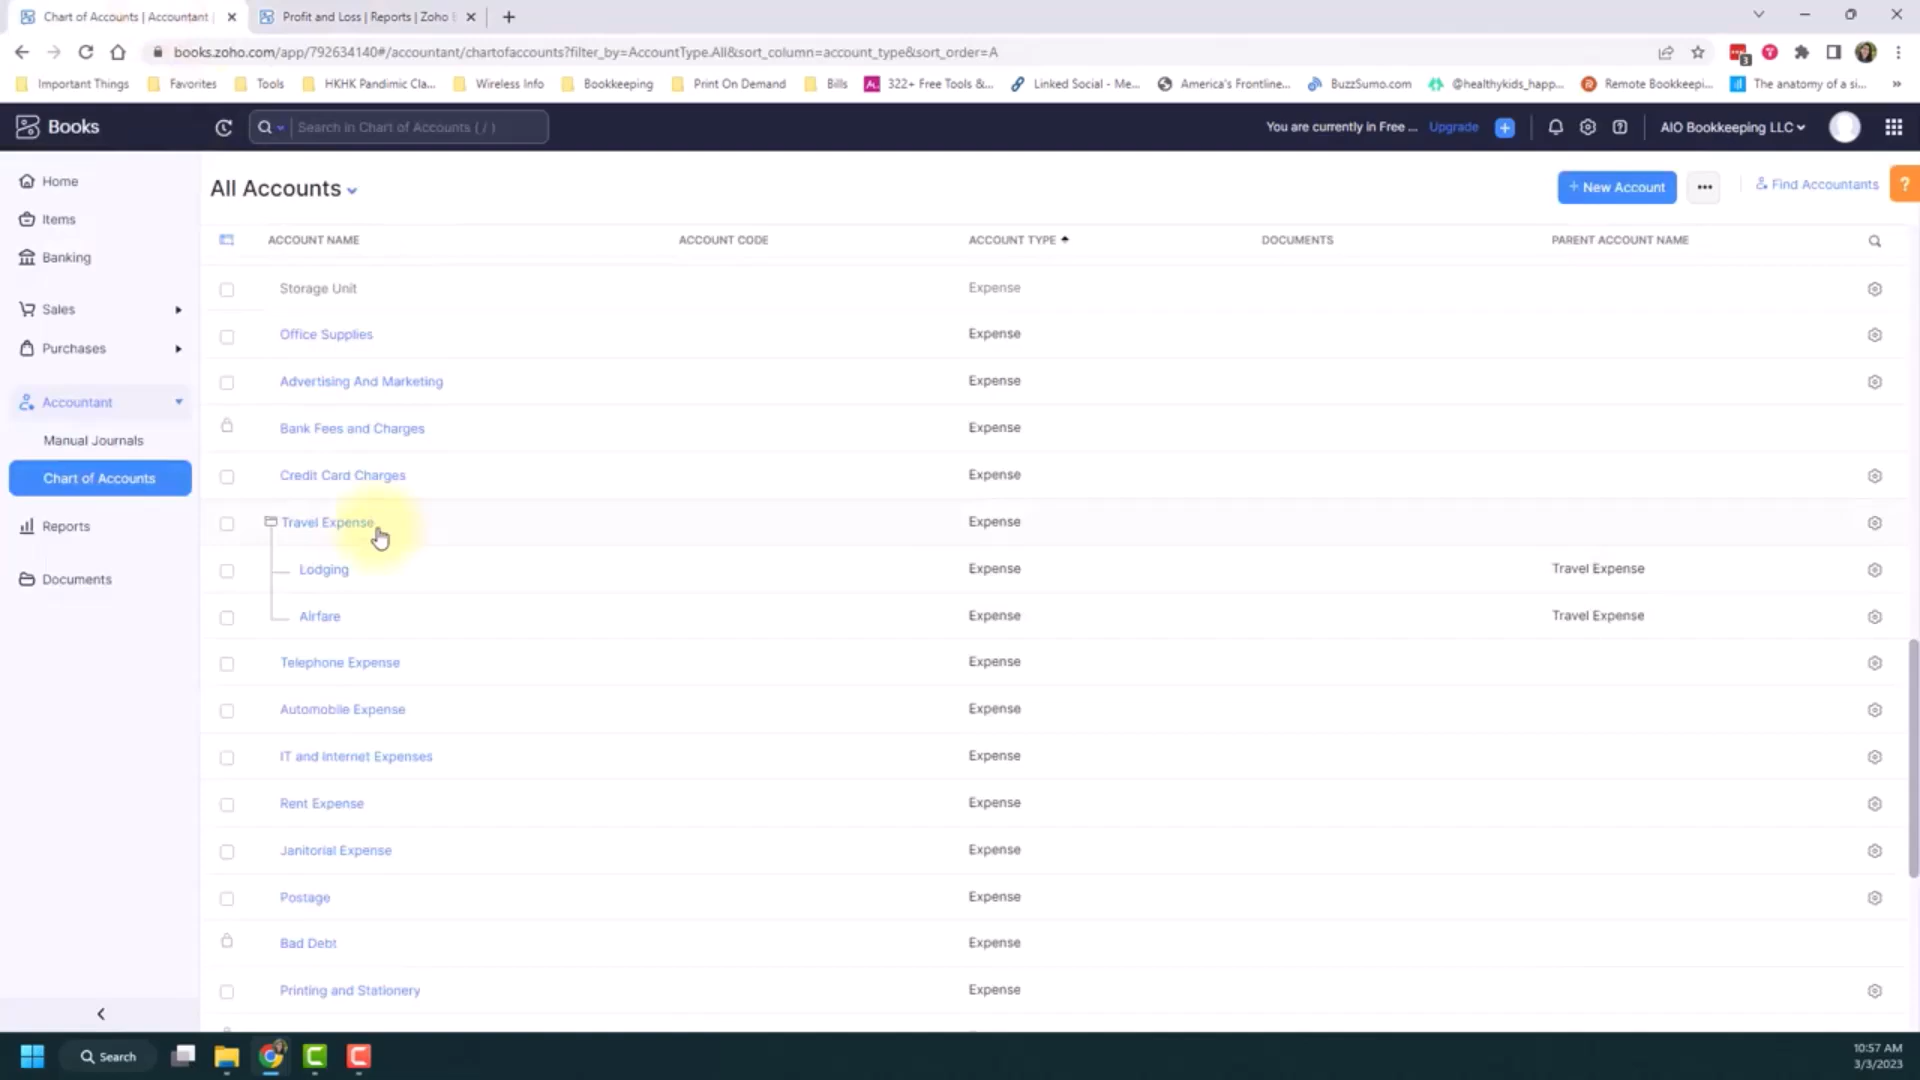 Chart of Accounts | Accountant |
Profit and Loss | Reports | Zoho B
books.zoho.com/app/792634140#/accountant/chartofaccounts?filter_by=AccountType.All&sort_column=account_type&sort_order=A
3
Important Things
Favorites
Tools
HKHK Pandimic Cla...
Wireless Info
Bookkeeping
Print On Demand
Bills
322+ Free Tools &...
Linked Social - Me...
America's Frontline...
BuzzSumo.com
@healthykids_happ...
Remote Bookkeepi...
The anatomy of a si...
»
Books
Search in Chart of Accounts ( / )
You are currently in Free ...
Upgrade
AIO Bookkeeping LLC
Home
Items
Banking
Sales
Purchases
Accountant
Manual Journals
Chart of Accounts
Reports
Documents
All Accounts
+ New Account
Find Accountants
?
ACCOUNT NAME ACCOUNT CODE ACCOUNT TYPE DOCUMENTS PARENT ACCOUNT NAME
Storage Unit Expense
Office Supplies Expense
Advertising And Marketing Expense
Bank Fees and Charges Expense
Credit Card Charges Expense
Travel Expense Expense
Lodging Expense Travel Expense
Airfare Expense Travel Expense
Telephone Expense Expense
Automobile Expense Expense
IT and Internet Expenses Expense
Rent Expense Expense
Janitorial Expense Expense
Postage Expense
Bad Debt Expense
Printing and Stationery Expense
Search
10:57 AM
3/3/2023